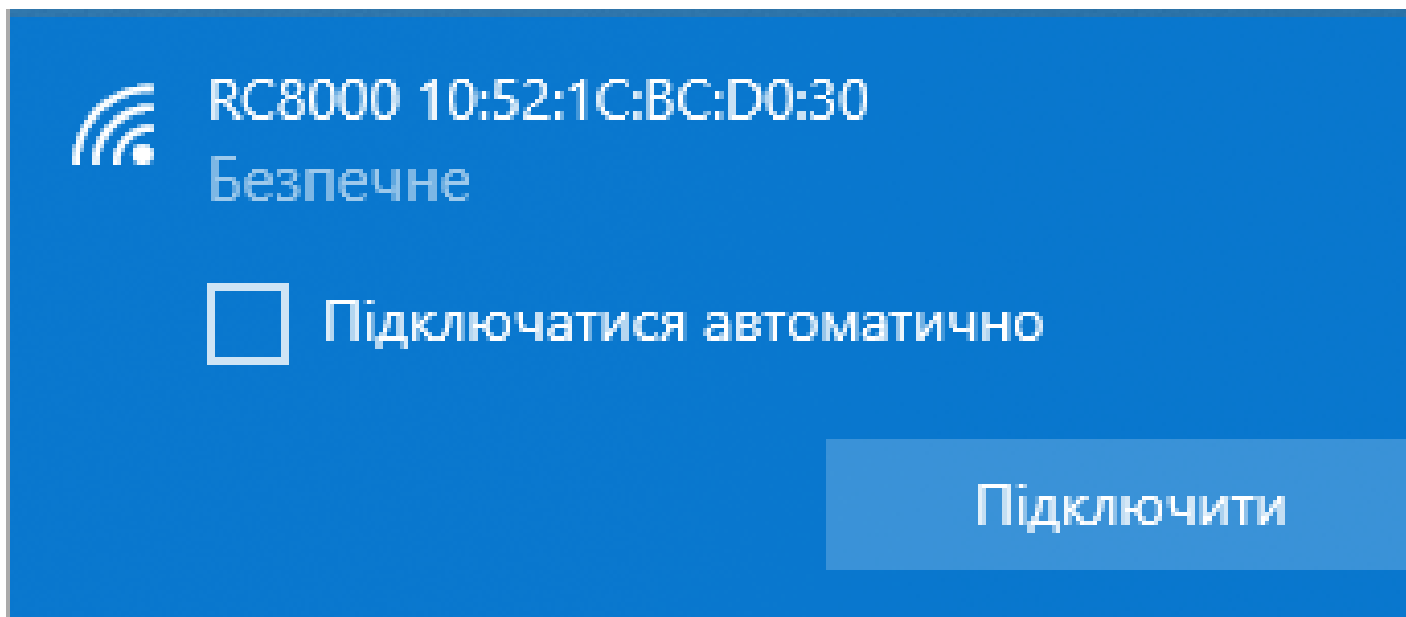 RC8000 10:52:1C:BC:D0:30
Безпечне
Підключатися автоматично
Підключити